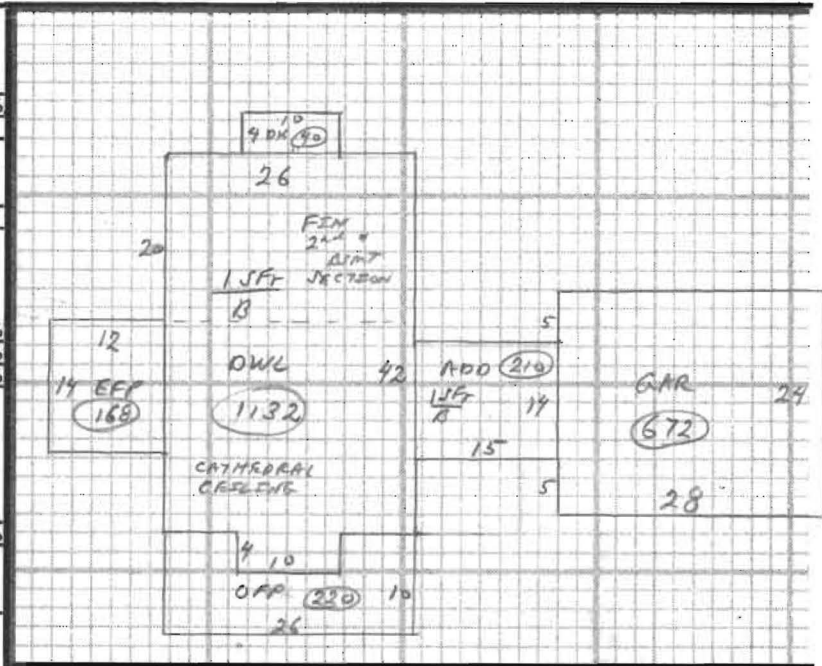 10
4 DK 40
26
FIN
2nd
BSMT
SECTION
20
1 SFr
B
5
12
DWL
42
ADD 210
GAR
24
14 EFP
168
1132
1SFr
B
14
672
15
CATHEDRAL
CEILING
5
28
4
10
OFP 220
10
26